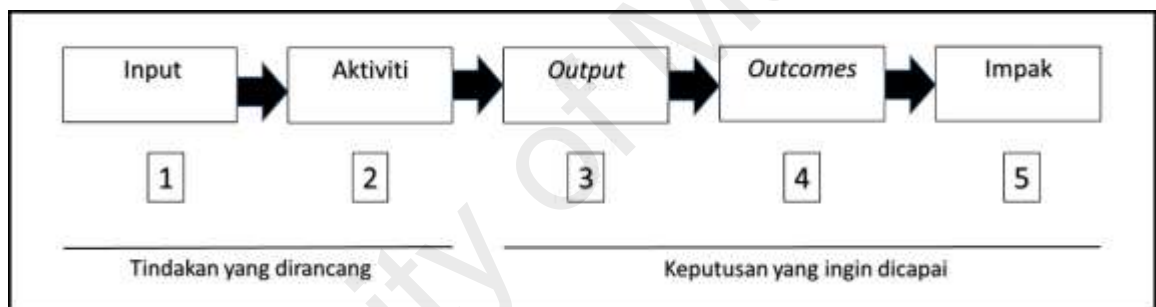 Input
Aktiviti
Output
Outcomes
Impak
1
2
3
4
5
Tindakan yang dirancang
Keputusan yang ingin dicapai